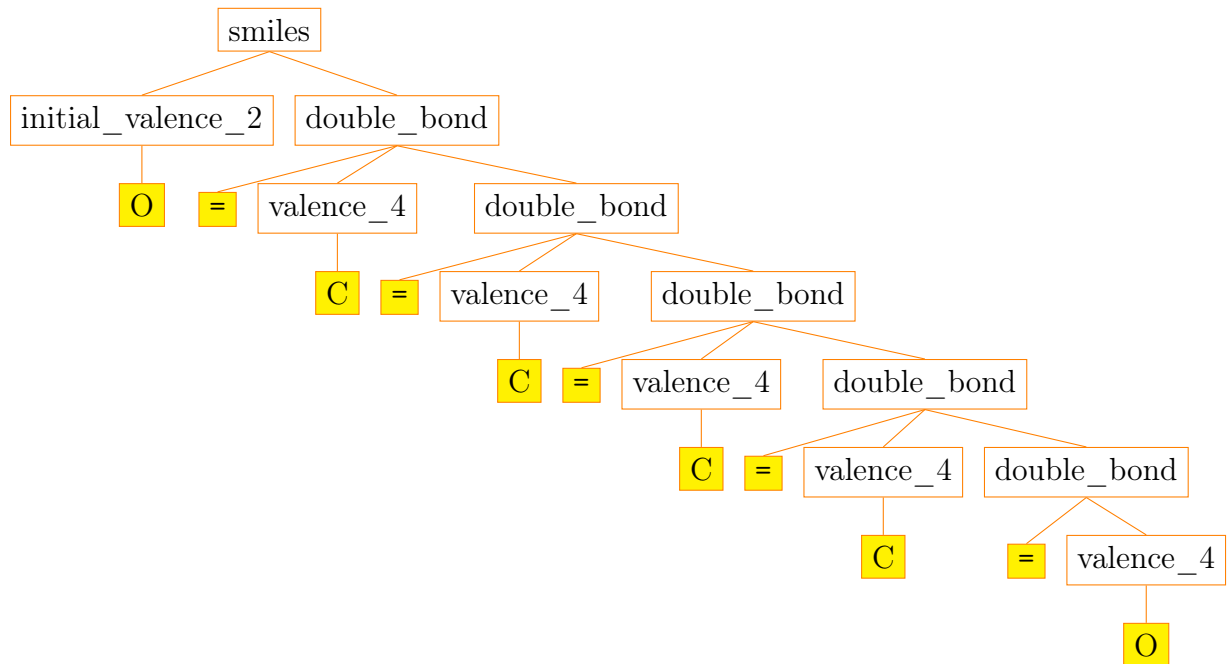 smiles
initial_valence_2 double_bond
O = valence_4 double_bond
C = valence_4 double_bond
C = valence_4 double_bond
C = valence_4 double_bond
C = valence_4
O